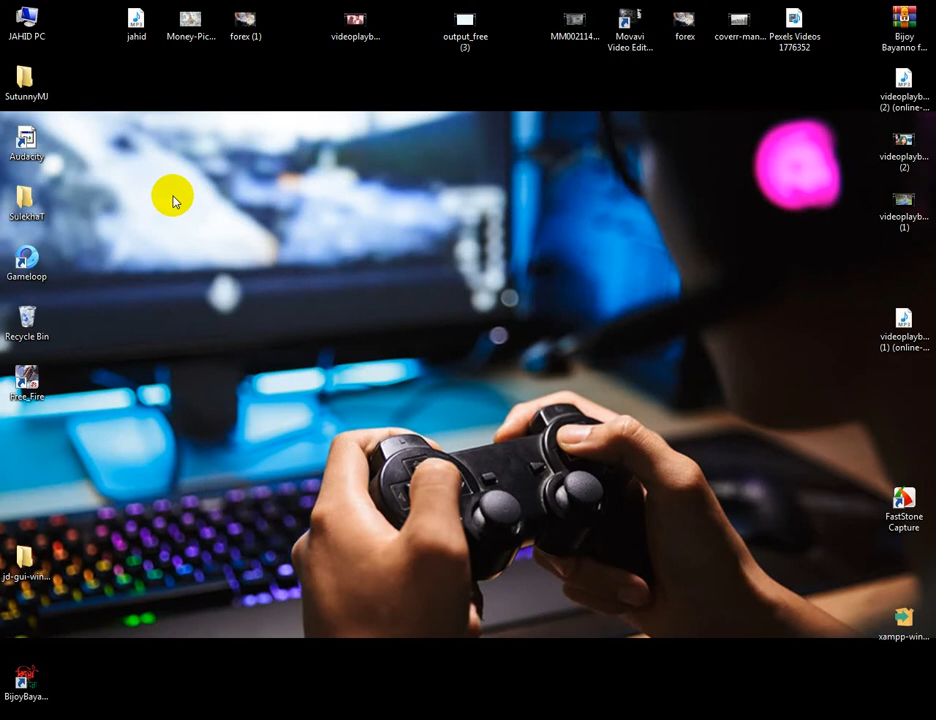 JAHID PC
jahid
Money-Pic...
forex (1)
videoplayb...
output_free
(3)
MM002114...
Movavi
Video Edit...
forex
coverr-man...
Pexels Videos
1776352
Bijoy
Bayanno f...
SutunnyMJ
videoplayb...
(2) (online-...
Audacity
videoplayb...
(2)
SulekhaT
videoplayb...
(1)
Gameloop
Recycle Bin
videoplayb...
(1) (online-...
Free_Fire
FastStone
Capture
jd-gui-win...
xampp-win...
BijoyBaya...